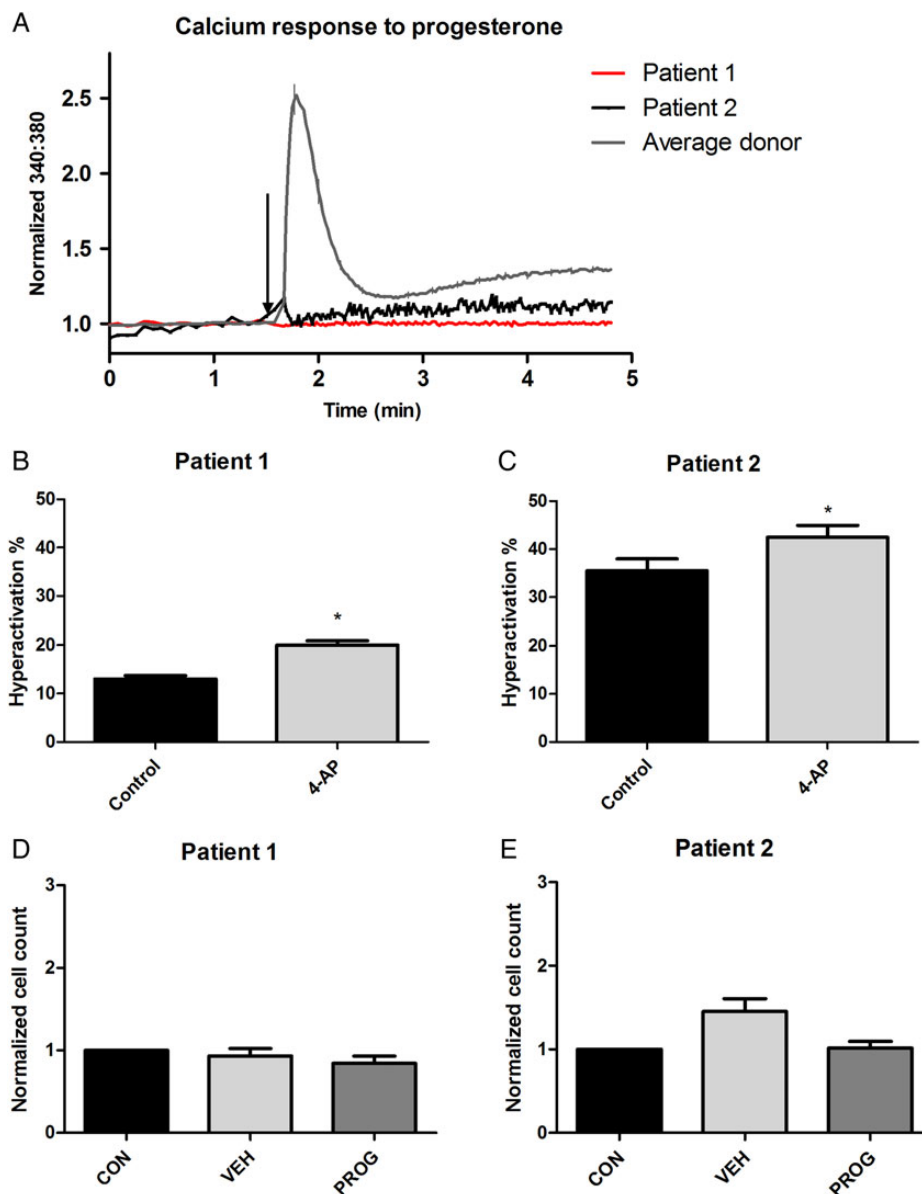 A
Calcium response to progesterone
Normalized 340:380
2.5
2.0
1.5
1.0
0 1 2 3 4 5
Time (min)
Patient 1
Patient 2
Average donor
B
Patient 1
Hyperactivation %
50
40
30
20
10
0
Control 4-AP
*
C
Patient 2
Hyperactivation %
50
40
30
20
10
0
Control 4-AP
*
D
Patient 1
Normalized cell count
3
2
1
0
CON VEH PROG
E
Patient 2
Normalized cell count
3
2
1
0
CON VEH PROG